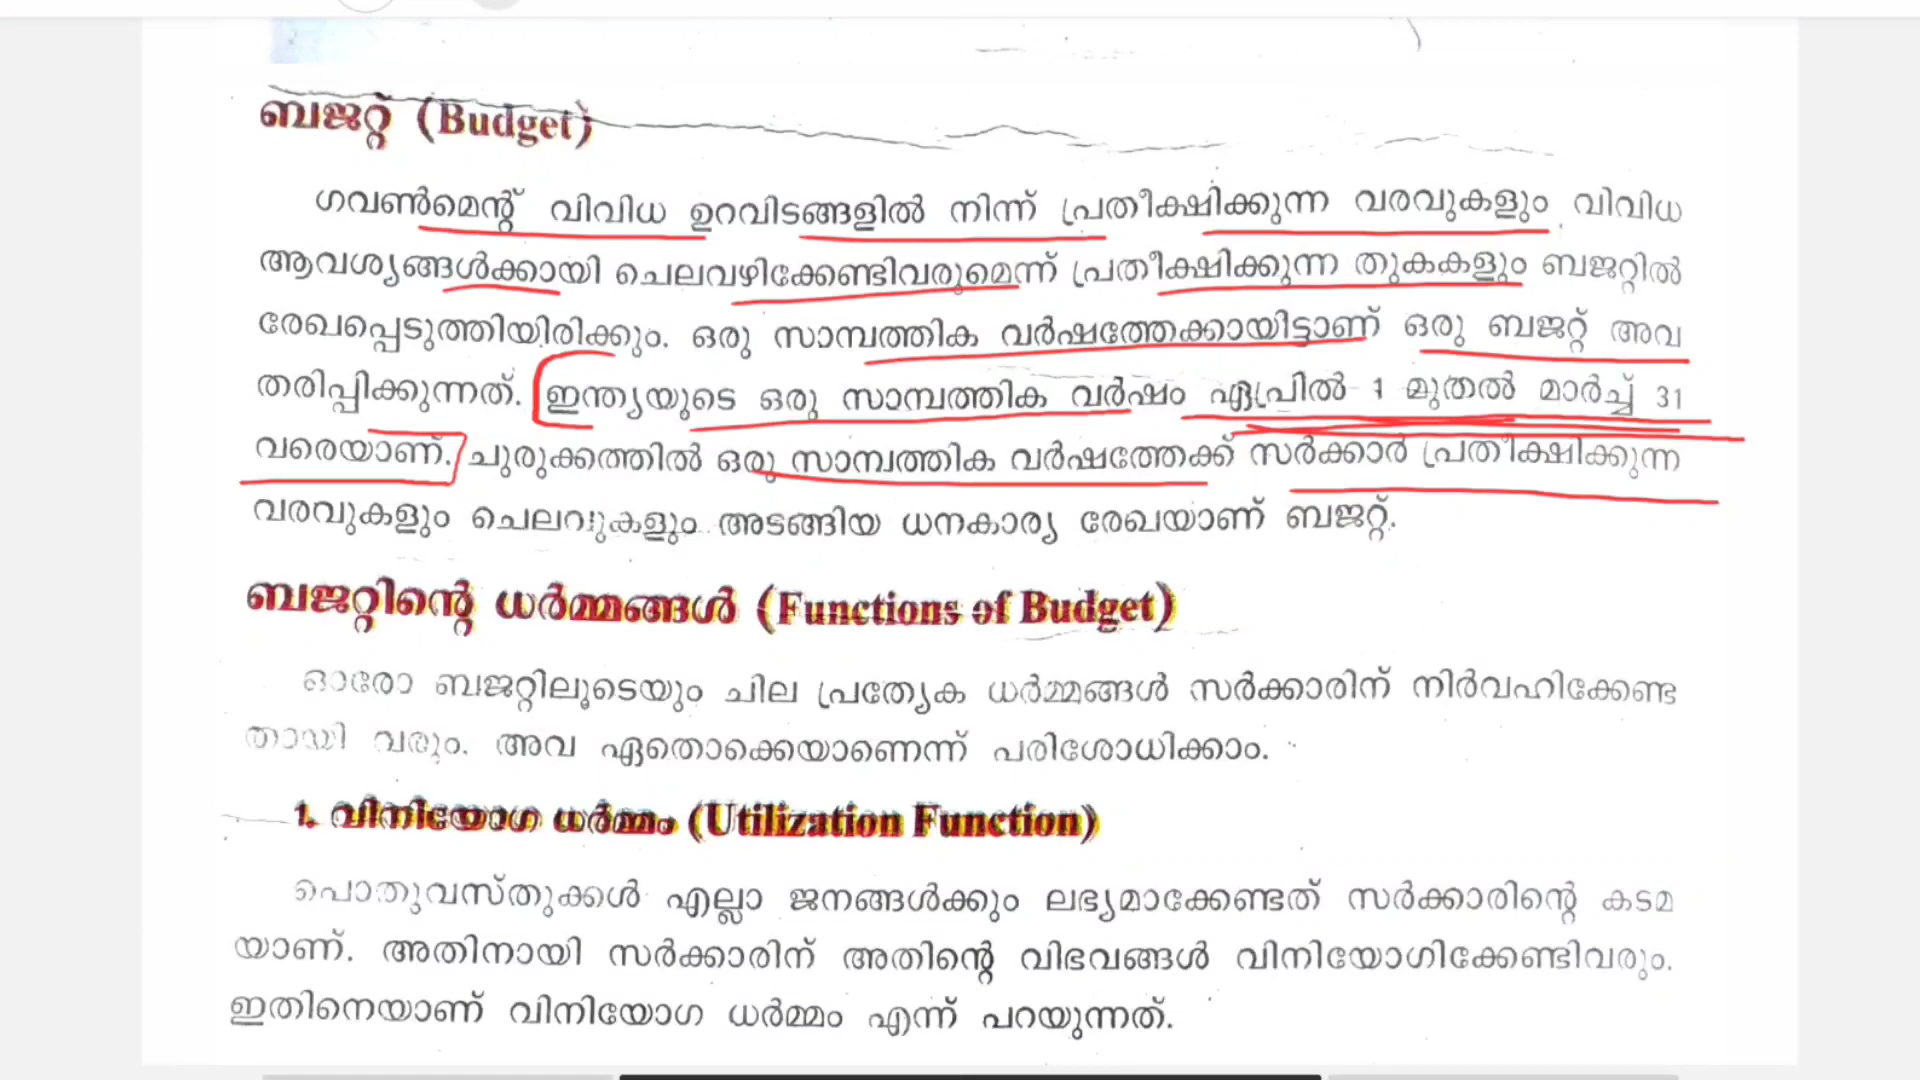 ബജറ്റ് (Budget)
ഗവൺമെന്റ് വിവിധ ഉറവിടങ്ങളിൽ നിന്ന് പ്രതീക്ഷിക്കുന്ന വരവുകളും വിവിധ
ആവശ്യങ്ങൾക്കായി ചെലവഴിക്കേണ്ടിവരുമെന്ന് പ്രതീക്ഷിക്കുന്ന തുകകളും ബജറ്റിൽ
രേഖപ്പെടുത്തിയിരിക്കും. ഒരു സാമ്പത്തിക വർഷത്തേക്കായിട്ടാണ് ഒരു ബജറ്റ് അവ
തരിപ്പിക്കുന്നത്. ഇന്ത്യയുടെ ഒരു സാമ്പത്തിക വർഷം ഏപ്രിൽ 1 മുതൽ മാർച്ച് 31
വരെയാണ്. ചുരുക്കത്തിൽ ഒരു സാമ്പത്തിക വർഷത്തേക്ക് സർക്കാർ പ്രതീക്ഷിക്കുന്ന
വരവുകളും ചെലവുകളും അടങ്ങിയ ധനകാര്യ രേഖയാണ് ബജറ്റ്.
ബജറ്റിന്റെ ധർമ്മങ്ങൾ (Functions of Budget)
ഓരോ ബജറ്റിലൂടെയും ചില പ്രത്യേക ധർമ്മങ്ങൾ സർക്കാരിന് നിർവഹിക്കേണ്ട
തായി വരും. അവ ഏതൊക്കെയാണെന്ന് പരിശോധിക്കാം.
1. വിനിയോഗ ധർമ്മം (Utilization Function)
പൊതുവസ്തുക്കൾ എല്ലാ ജനങ്ങൾക്കും ലഭ്യമാക്കേണ്ടത് സർക്കാരിന്റെ കടമ
യാണ്. അതിനായി സർക്കാരിന് അതിന്റെ വിഭവങ്ങൾ വിനിയോഗിക്കേണ്ടിവരും.
ഇതിനെയാണ് വിനിയോഗ ധർമ്മം എന്ന് പറയുന്നത്.